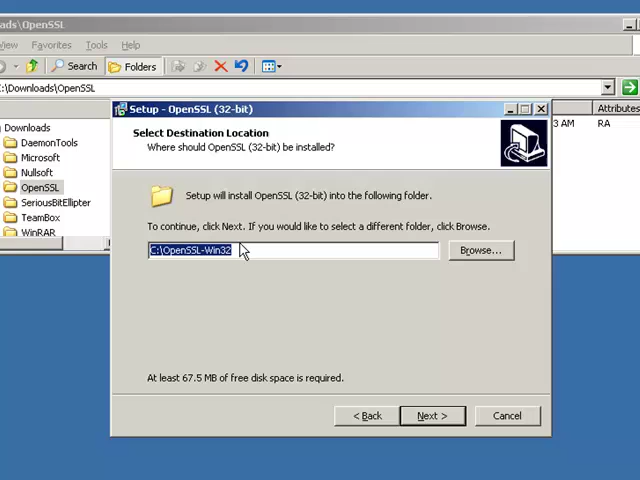 ads\OpenSSL
View Favorites Tools Help
Search Folders
C:\Downloads\OpenSSL
Downloads
DaemonTools
Microsoft
Nullsoft
OpenSSL
SeriousBitEllipter
TeamBox
WinRAR
Attributes
3 AM RA
Setup - OpenSSL (32-bit)
Select Destination Location
Where should OpenSSL (32-bit) be installed?
Setup will install OpenSSL (32-bit) into the following folder.
To continue, click Next. If you would like to select a different folder, click Browse.
C:\OpenSSL-Win32
Browse...
At least 67.5 MB of free disk space is required.
< Back Next > Cancel